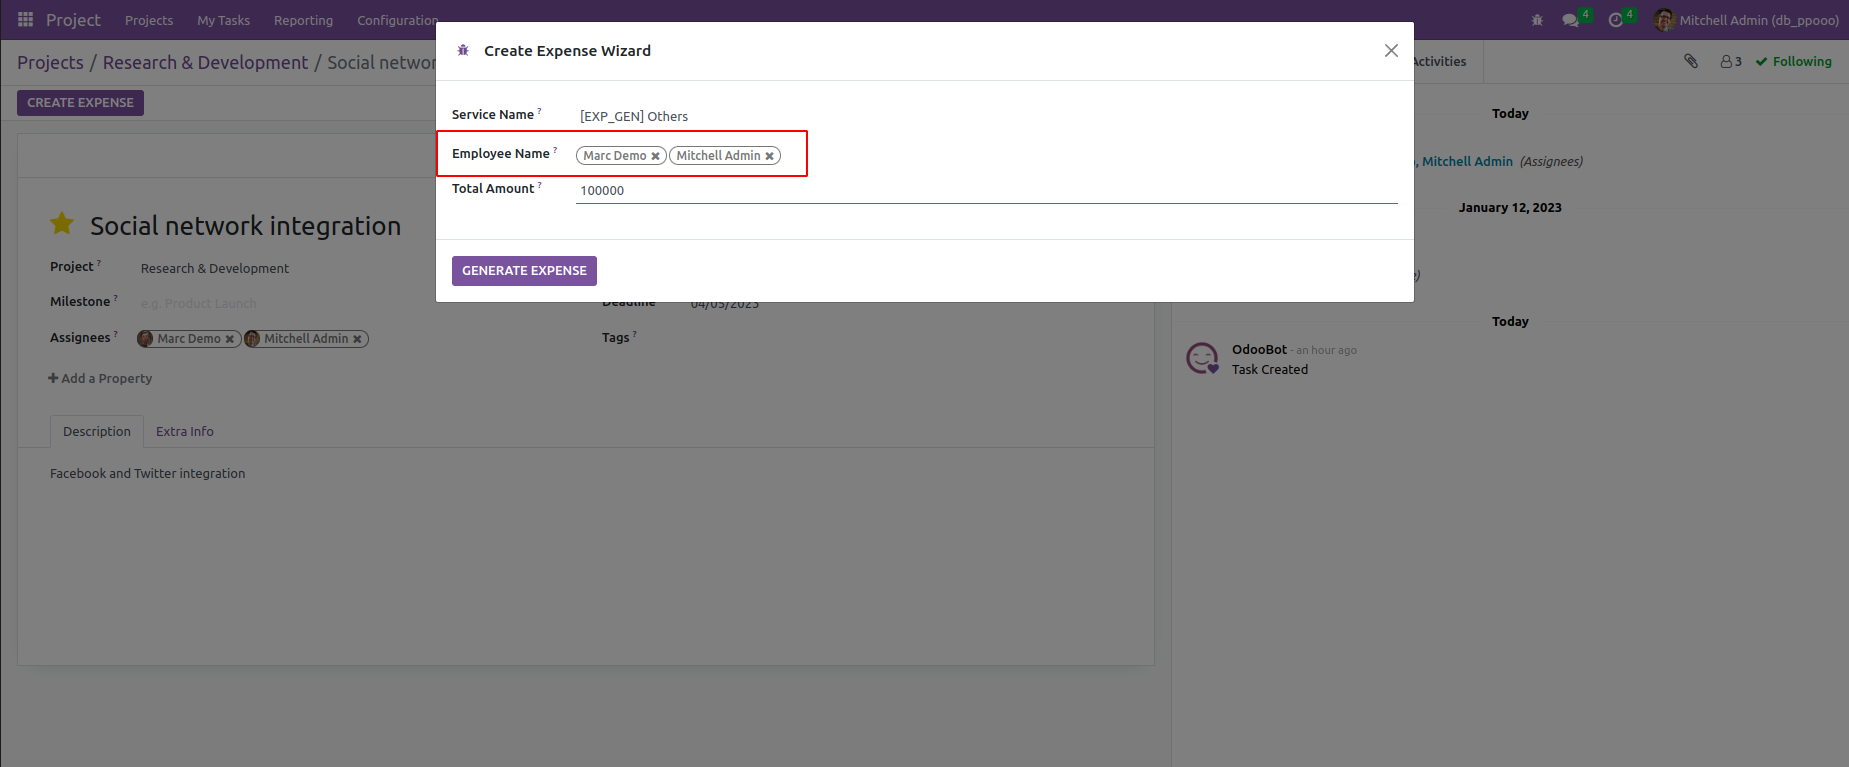 Project Projects My Tasks Reporting Configuration 4 4 Mitchell Admin (db_ppooo)
Projects / Research & Development / Social networ
CREATE EXPENSE
Create Expense Wizard
Service Name ? [EXP_GEN] Others
Employee Name ? Marc Demo Mitchell Admin
Total Amount ? 100000
GENERATE EXPENSE
Social network integration
Project ? Research & Development
Milestone ? e.g. Product Launch
Deadline 04/05/2023
Assignees ? Marc Demo Mitchell Admin
Tags ?
Add a Property
Description Extra Info
Facebook and Twitter integration
Activities 3 Following
Today
, Mitchell Admin (Assignees)
January 12, 2023
Today
OdooBot - an hour ago
Task Created